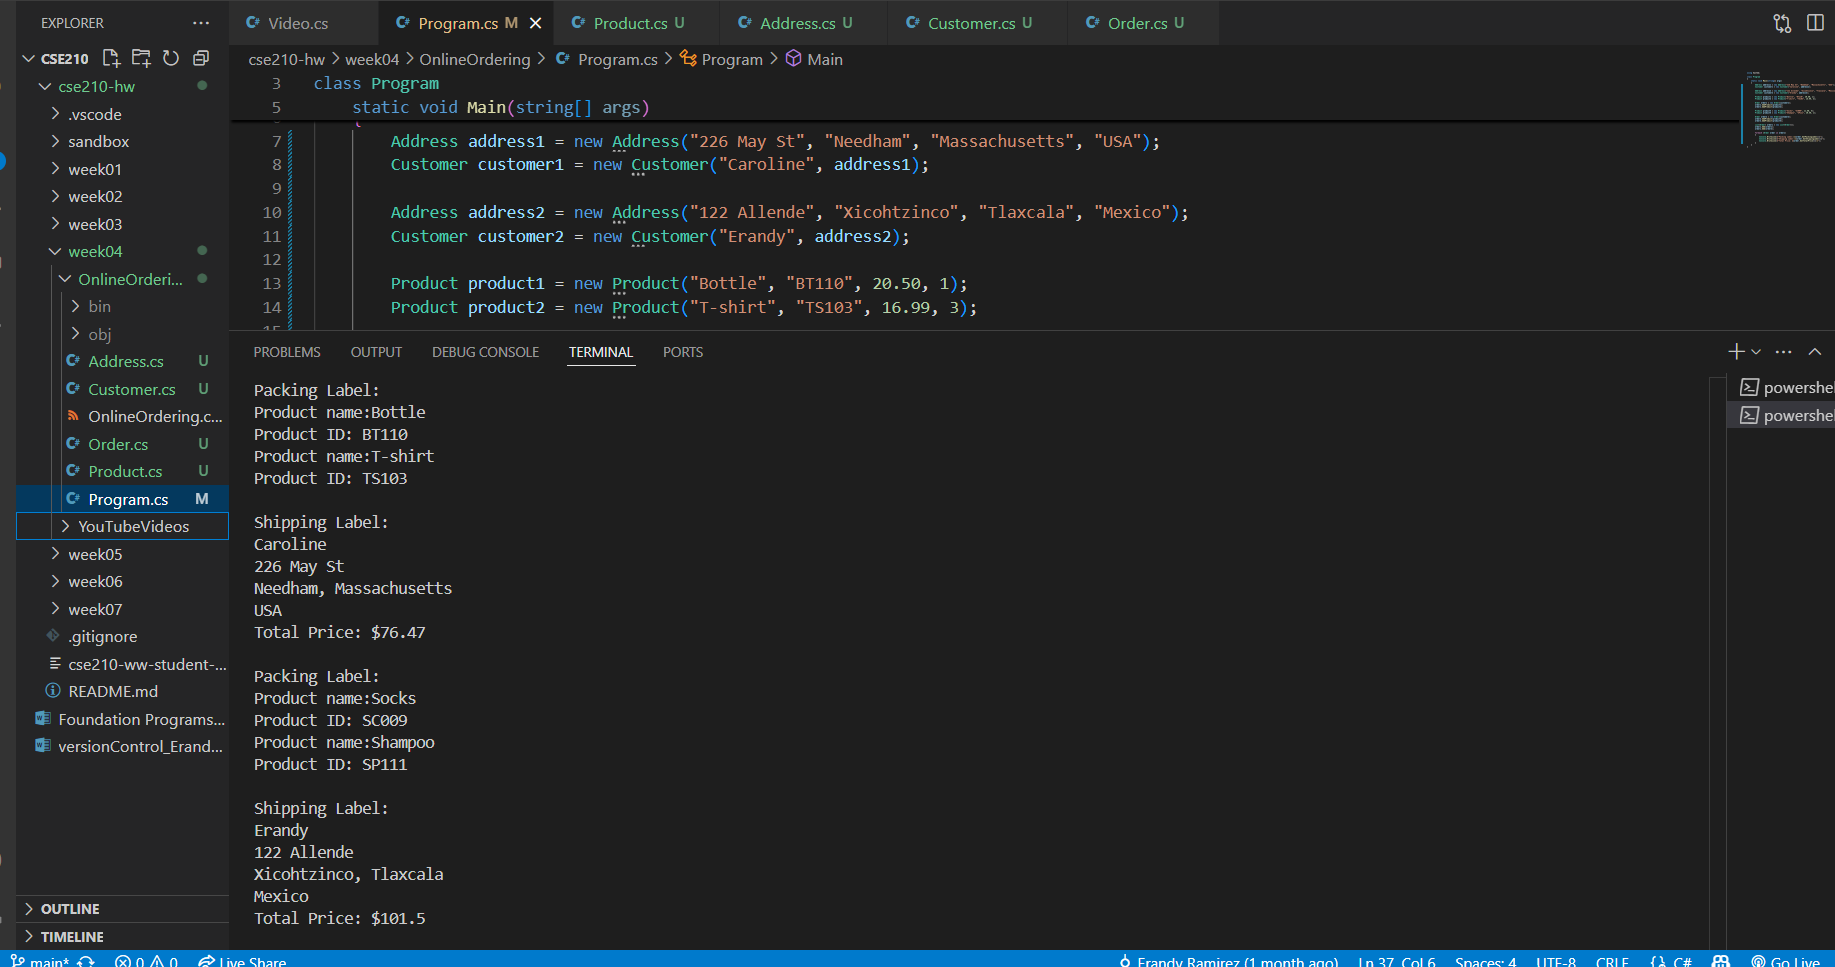 EXPLORER ...
Video.cs
Program.cs M
Product.cs U
Address.cs U
Customer.cs U
Order.cs U
CSE210
cse210-hw
.vscode
sandbox
week01
week02
week03
week04
OnlineOrderi...
bin
obj
Address.cs U
Customer.cs U
OnlineOrdering.c...
Order.cs U
Product.cs U
Program.cs M
YouTubeVideos
week05
week06
week07
.gitignore
cse210-ww-student-...
README.md
Foundation Programs...
versionControl_Erand...
OUTLINE
TIMELINE
cse210-hw > week04 > OnlineOrdering > Program.cs > Program > Main
3 class Program
5 static void Main(string[] args)
7 Address address1 = new Address("226 May St", "Needham", "Massachusetts", "USA");
8 Customer customer1 = new Customer("Caroline", address1);
9
10 Address address2 = new Address("122 Allende", "Xicohtzinco", "Tlaxcala", "Mexico");
11 Customer customer2 = new Customer("Erandy", address2);
12
13 Product product1 = new Product("Bottle", "BT110", 20.50, 1);
14 Product product2 = new Product("T-shirt", "TS103", 16.99, 3);
15
PROBLEMS OUTPUT DEBUG CONSOLE TERMINAL PORTS
Packing Label:
Product name:Bottle
Product ID: BT110
Product name:T-shirt
Product ID: TS103
Shipping Label:
Caroline
226 May St
Needham, Massachusetts
USA
Total Price: $76.47
Packing Label:
Product name:Socks
Product ID: SC009
Product name:Shampoo
Product ID: SP111
Shipping Label:
Erandy
122 Allende
Xicohtzinco, Tlaxcala
Mexico
Total Price: $101.5
powershel
powershel
main* 0 0 Live Share Erandy Ramirez (1 month ago) Ln 37, Col 6 Spaces: 4 UTF-8 CRLF {} C# Go Live